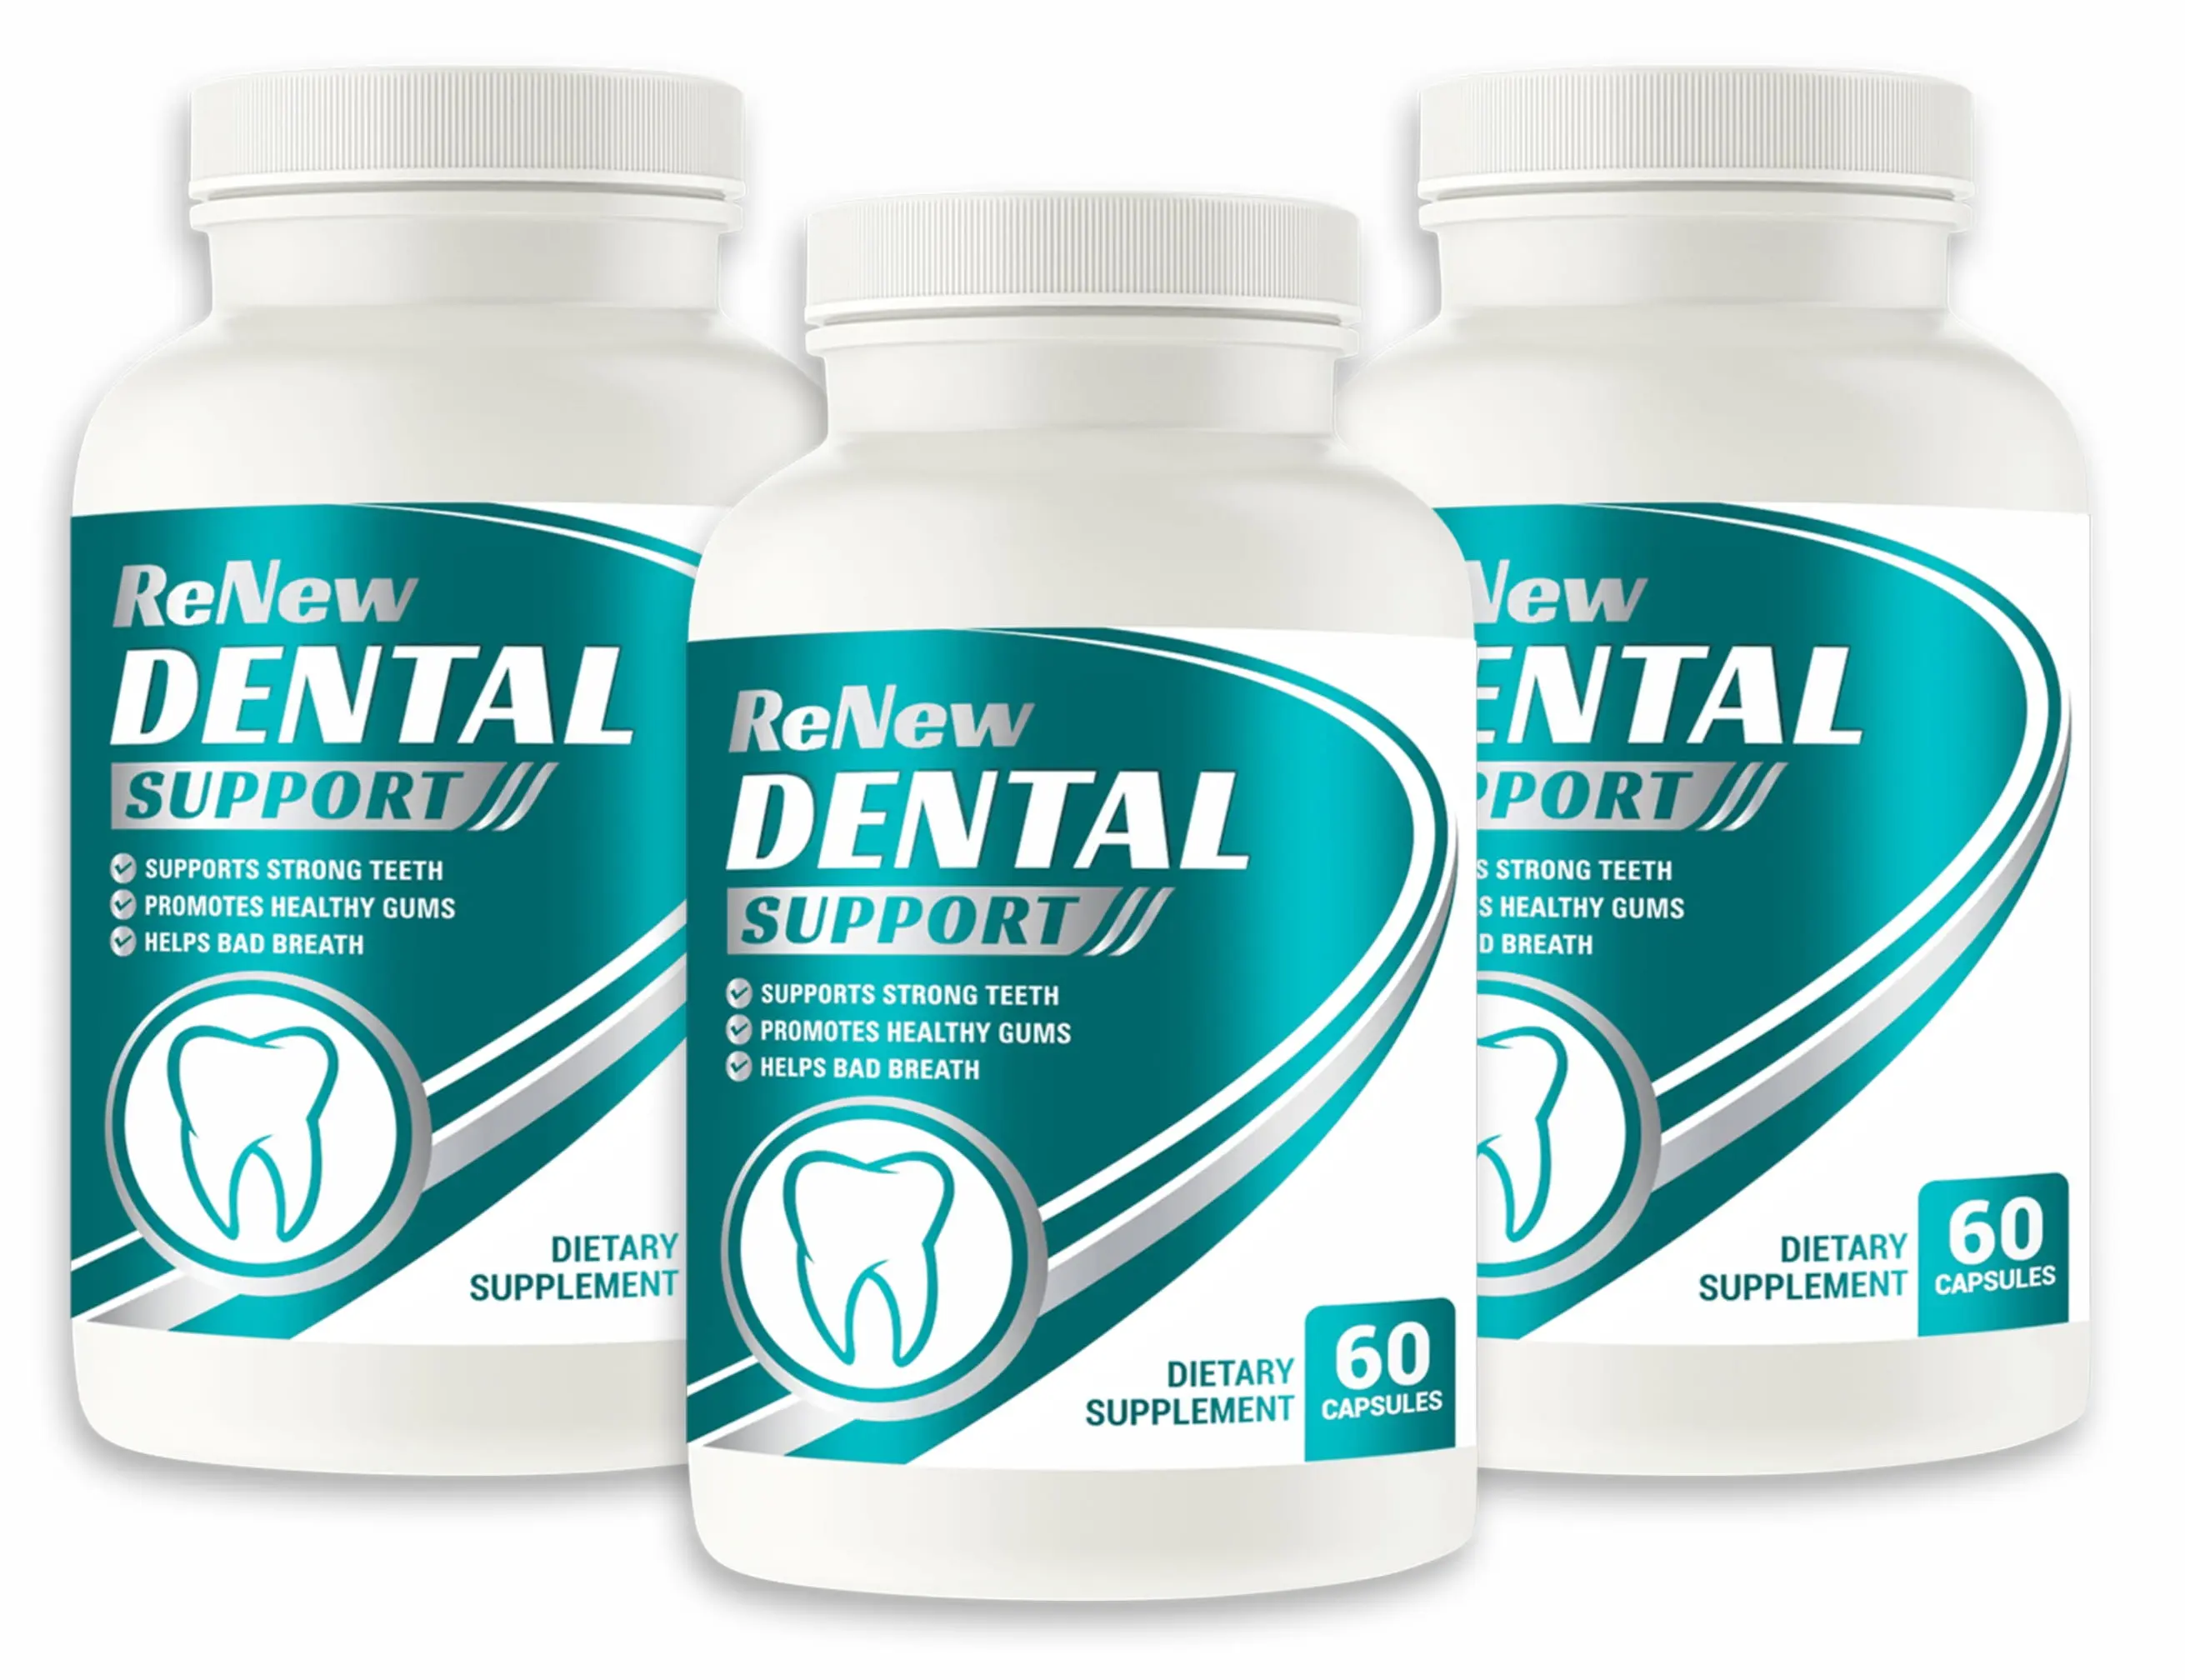 ReNew
DENTAL
SUPPORT
SUPPORTS STRONG TEETH
PROMOTES HEALTHY GUMS
HELPS BAD BREATH
DIETARY
SUPPLEMENT
ReNew
DENTAL
SUPPORT
SUPPORTS STRONG TEETH
PROMOTES HEALTHY GUMS
HELPS BAD BREATH
DIETARY
SUPPLEMENT
60
CAPSULES
New
ENTAL
PPORT
S STRONG TEETH
S HEALTHY GUMS
D BREATH
DIETARY
SUPPLEMENT
60
CAPSULES